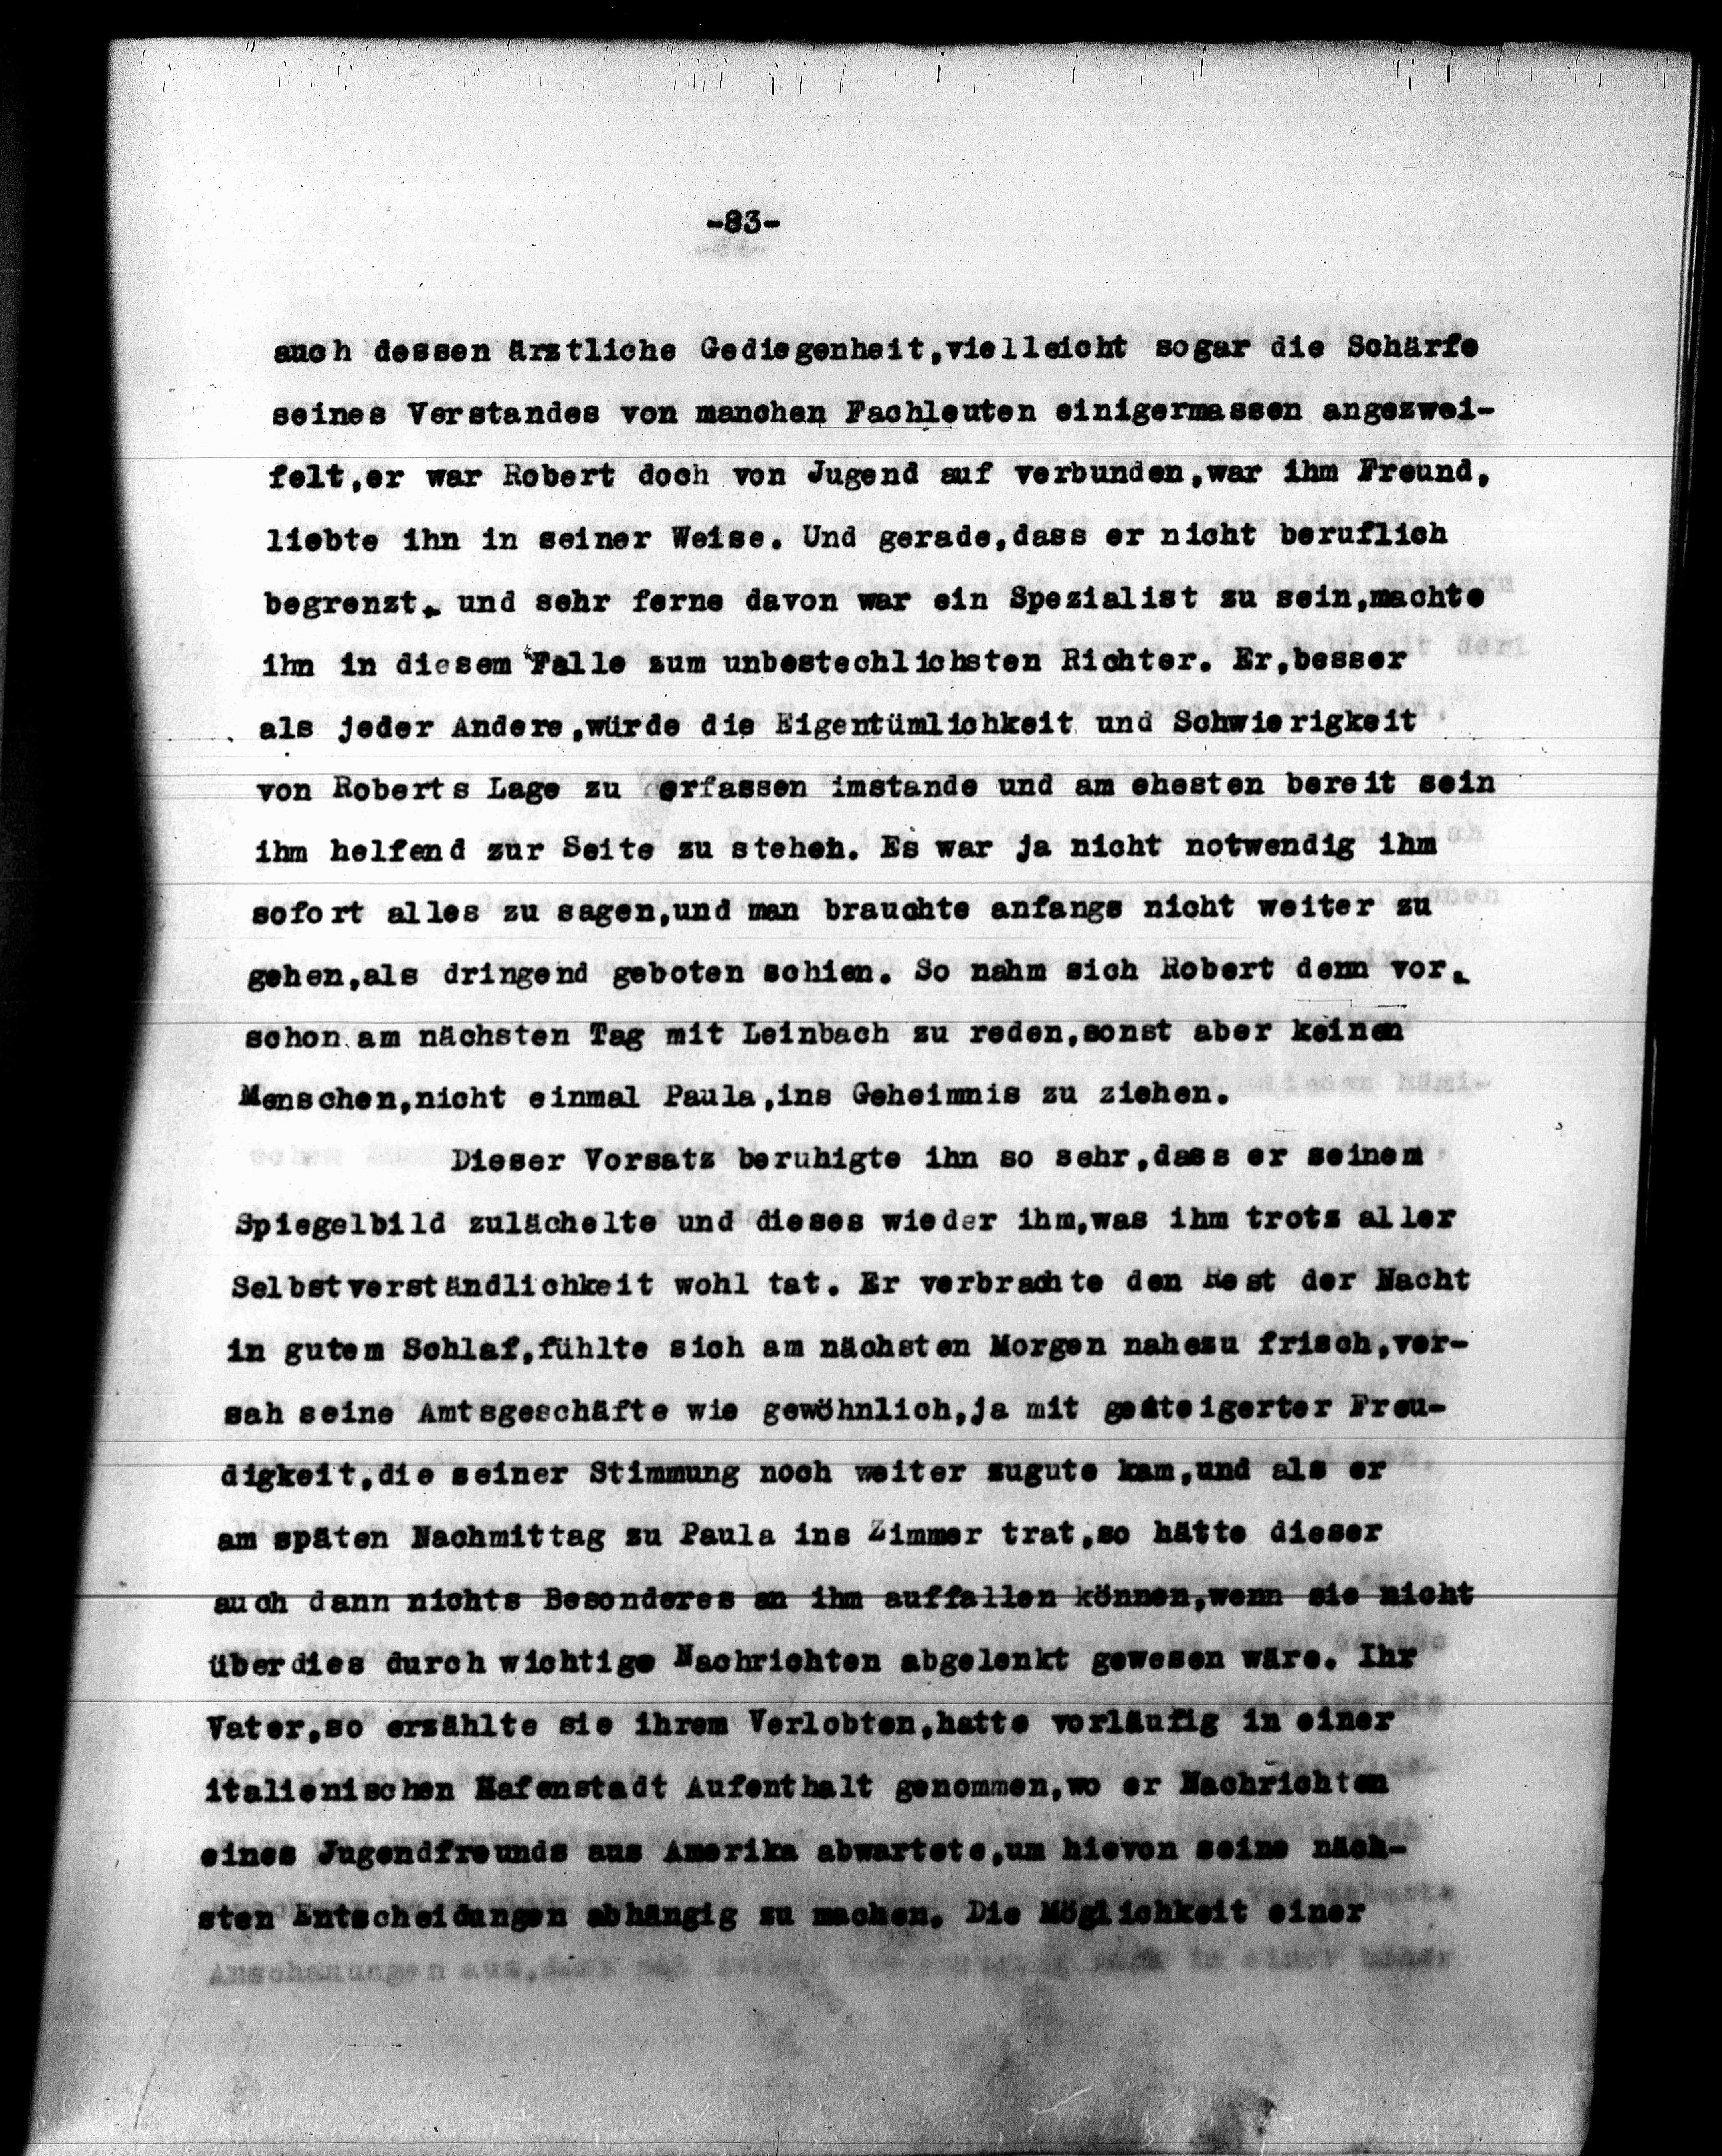 -83-
auch dessen ärztliche Gediegenheit,vielleicht sogar die Schärfe
seines Verstandes von manchen Fachleuten einigermassen angezwei-
felt,er war Robert doch von Jugend auf verbunden,war ihm Freund,
liebte ihn in seiner Weise. Und gerade,dass er nicht beruflich
begrenzt, und sehr ferne davon war ein Spezialist zu sein,machte
ihn in diesem Falle zum unbestechlichsten Richter. Er,besser
als jeder Andere,würde die Eigentümlichkeit und Schwierigkeit
von Roberts Lage zu erfassen imstande und am ehesten bereit sein
ihm helfend zur Seite zu stehen. Es war ja nicht notwendig ihm
sofort alles zu sagen,und man brauchte anfangs nicht weiter zu
gehen,als dringend geboten schien. So nahm sich Robert denn vor,
schon am nächsten Tag mit Leinbach zu reden,sonst aber keinen
Menschen,nicht einmal Paula,ins Geheimnis zu ziehen.
Dieser Vorsatz beruhigte ihn so sehr,dass er seinem
Spiegelbild zulächelte und dieses wieder ihm,was ihm trotz aller
Selbstverständlichkeit wohl tat. Er verbrachte den Rest der Nacht
in gutem Schlaf,fühlte sich am nächsten Morgen nahezu frisch,ver-
sah seine Amtsgeschäfte wie gewöhnlich,ja mit gesteigerter Freu-
digkeit,die seiner Stimmung noch weiter zugute kam,und als er
am späten Nachmittag zu Paula ins Zimmer trat,so hätte dieser
auch dann nichts Besonderes an ihm auffallen können,wenn sie nicht
überdies durch wichtige Nachrichten abgelenkt gewesen wäre. Ihr
Vater,so erzählte sie ihrem Verlobten,hatte vorläufig in einer
italienischen Hafenstadt Aufenthalt genommen,wo er Nachrichten
eines Jugendfreunds aus Amerika abwartete,um hievon seine näch-
sten Entscheidungen abhängig zu machen. Die Möglichkeit einer